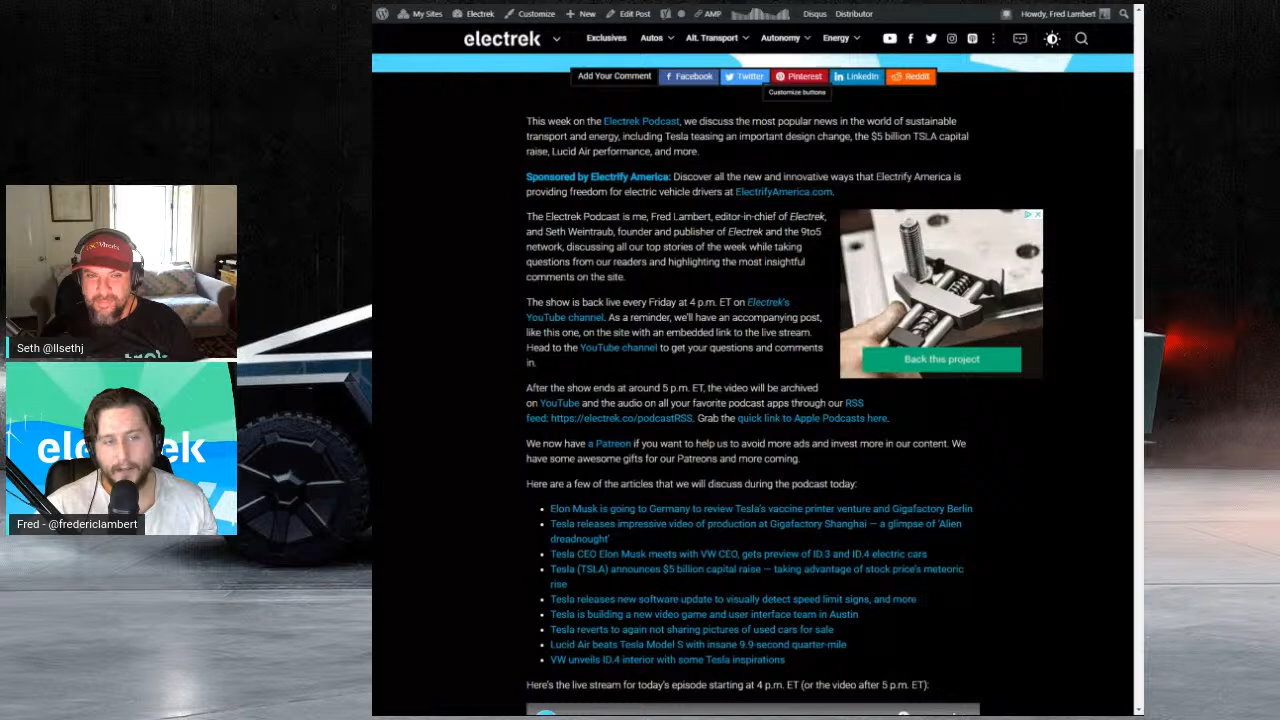 My Sites
Electrek
Customize
New
Edit Post
AMP
Disqus
Distributor
Howdy, Fred Lambert
electrek
Exclusives
Autos
Alt. Transport
Autonomy
Energy
Add Your Comment
Facebook
Twitter
Pinterest
LinkedIn
Reddit
Customize buttons
This week on the Electrek Podcast, we discuss the most popular news in the world of sustainable
transport and energy, including Tesla teasing an important design change, the $5 billion TSLA capital
raise, Lucid Air performance, and more.
Sponsored by Electrify America: Discover all the new and innovative ways that Electrify America is
providing freedom for electric vehicle drivers at ElectrifyAmerica.com.
The Electrek Podcast is me, Fred Lambert, editor-in-chief of Electrek,
and Seth Weintraub, founder and publisher of Electrek and the 9to5
network, discussing all our top stories of the week while taking
questions from our readers and highlighting the most insightful
comments on the site.
Back this project
The show is back live every Friday at 4 p.m. ET on Electrek's
YouTube channel. As a reminder, we'll have an accompanying post,
like this one, on the site with an embedded link to the live stream.
Head to the YouTube channel to get your questions and comments
in.
After the show ends at around 5 p.m. ET, the video will be archived
on YouTube and the audio on all your favorite podcast apps through our RSS
feed: https://electrek.co/podcastRSS. Grab the quick link to Apple Podcasts here.
We now have a Patreon if you want to help us to avoid more ads and invest more in our content. We
have some awesome gifts for our Patreons and more coming.
Here are a few of the articles that we will discuss during the podcast today:
Elon Musk is going to Germany to review Tesla's vaccine printer venture and Gigafactory Berlin
Tesla releases impressive video of production at Gigafactory Shanghai — a glimpse of 'Alien
dreadnought'
Tesla CEO Elon Musk meets with VW CEO, gets preview of ID.3 and ID.4 electric cars
Tesla (TSLA) announces $5 billion capital raise — taking advantage of stock price's meteoric
rise
Tesla releases new software update to visually detect speed limit signs, and more
Tesla is building a new video game and user interface team in Austin
Tesla reverts to again not sharing pictures of used cars for sale
Lucid Air beats Tesla Model S with insane 9.9-second quarter-mile
VW unveils ID.4 interior with some Tesla inspirations
Here's the live stream for today's episode starting at 4 p.m. ET (or the video after 5 p.m. ET):
Seth @llsethj
Fred - @fredericlambert